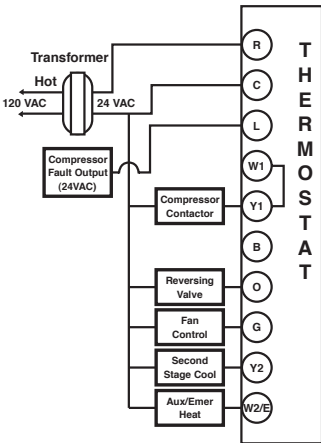 Transformer
Hot
120 VAC
24 VAC
Compressor
Fault Output
(24VAC)
Compressor
Contactor
Reversing
Valve
Fan
Control
Second
Stage Cool
Aux/Emer
Heat
R
C
L
W1
Y1
B
O
G
Y2
W2/E
THERMOSTAT